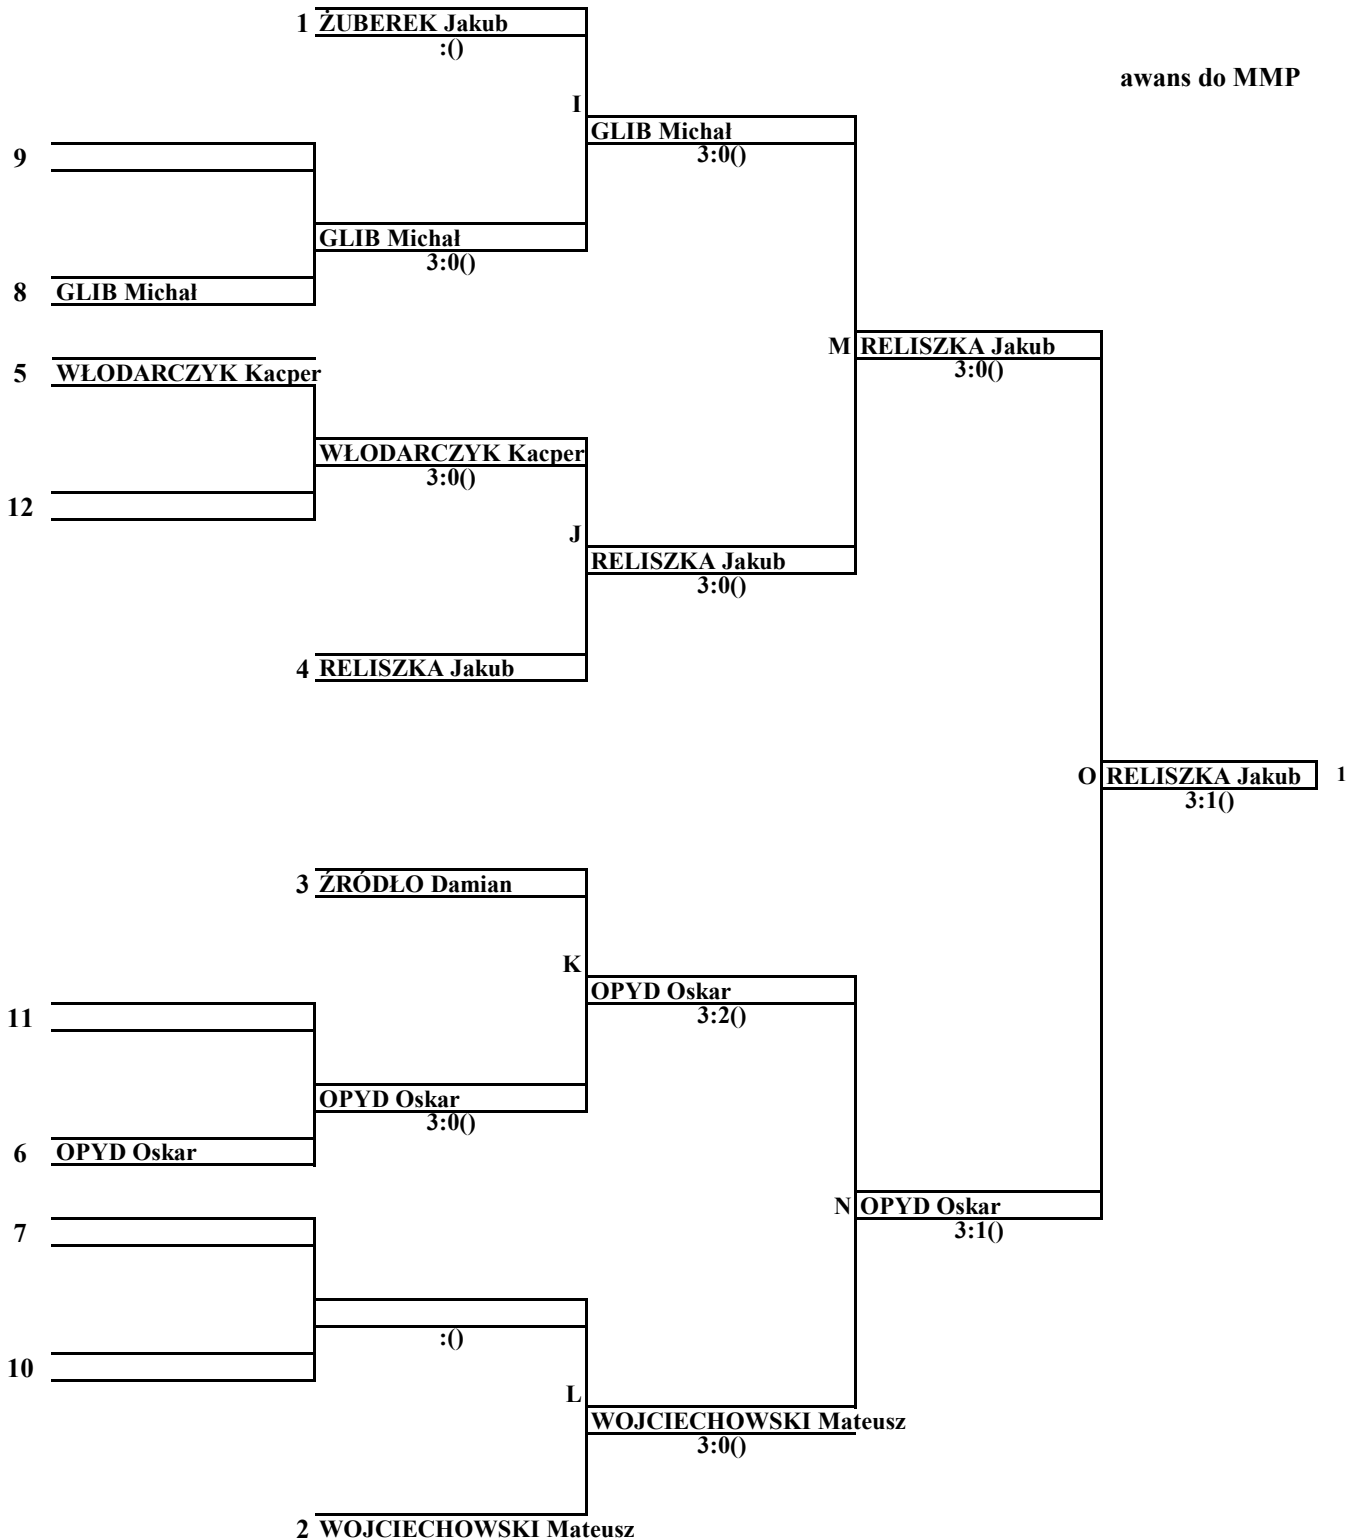 1 ŻUBEREK Jakub
:()
awans do MMP
I
GLIB Michał
3:0()
9
GLIB Michał
3:0()
8 GLIB Michał
M RELISZKA Jakub
3:0()
5 WŁODARCZYK Kacper
WŁODARCZYK Kacper
3:0()
12
J
RELISZKA Jakub
3:0()
4 RELISZKA Jakub
O RELISZKA Jakub 1
3:1()
3 ŹRÓDŁO Damian
K
OPYD Oskar
3:2()
11
OPYD Oskar
3:0()
6 OPYD Oskar
N OPYD Oskar
3:1()
7
:()
10
L
WOJCIECHOWSKI Mateusz
3:0()
2 WOJCIECHOWSKI Mateusz